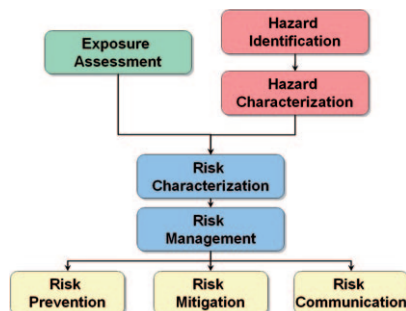 Exposure
Assessment
Hazard
Identification
Hazard
Characterization
Risk
Characterization
Risk
Management
Risk
Prevention
Risk
Mitigation
Risk
Communication